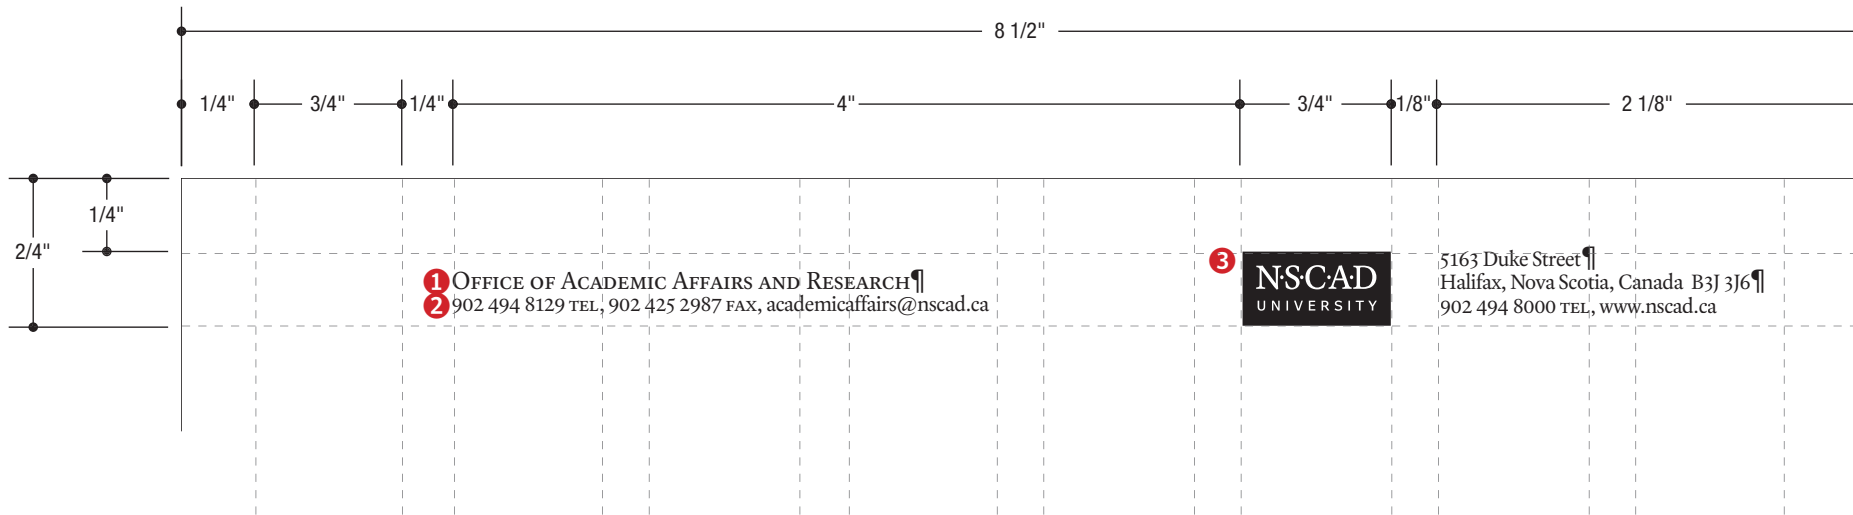 8 1/2"
1/4" 3/4" 1/4" 4" 3/4" 1/8" 2 1/8"
1/4"
2/4"
1 Office of Academic Affairs and Research¶
2 902 494 8129 tel, 902 425 2987 fax, academicaffairs@nscad.ca
3
N·S·C·A·D
UNIVERSITY
5163 Duke Street¶
Halifax, Nova Scotia, Canada  B3J 3J6¶
902 494 8000 tel, www.nscad.ca